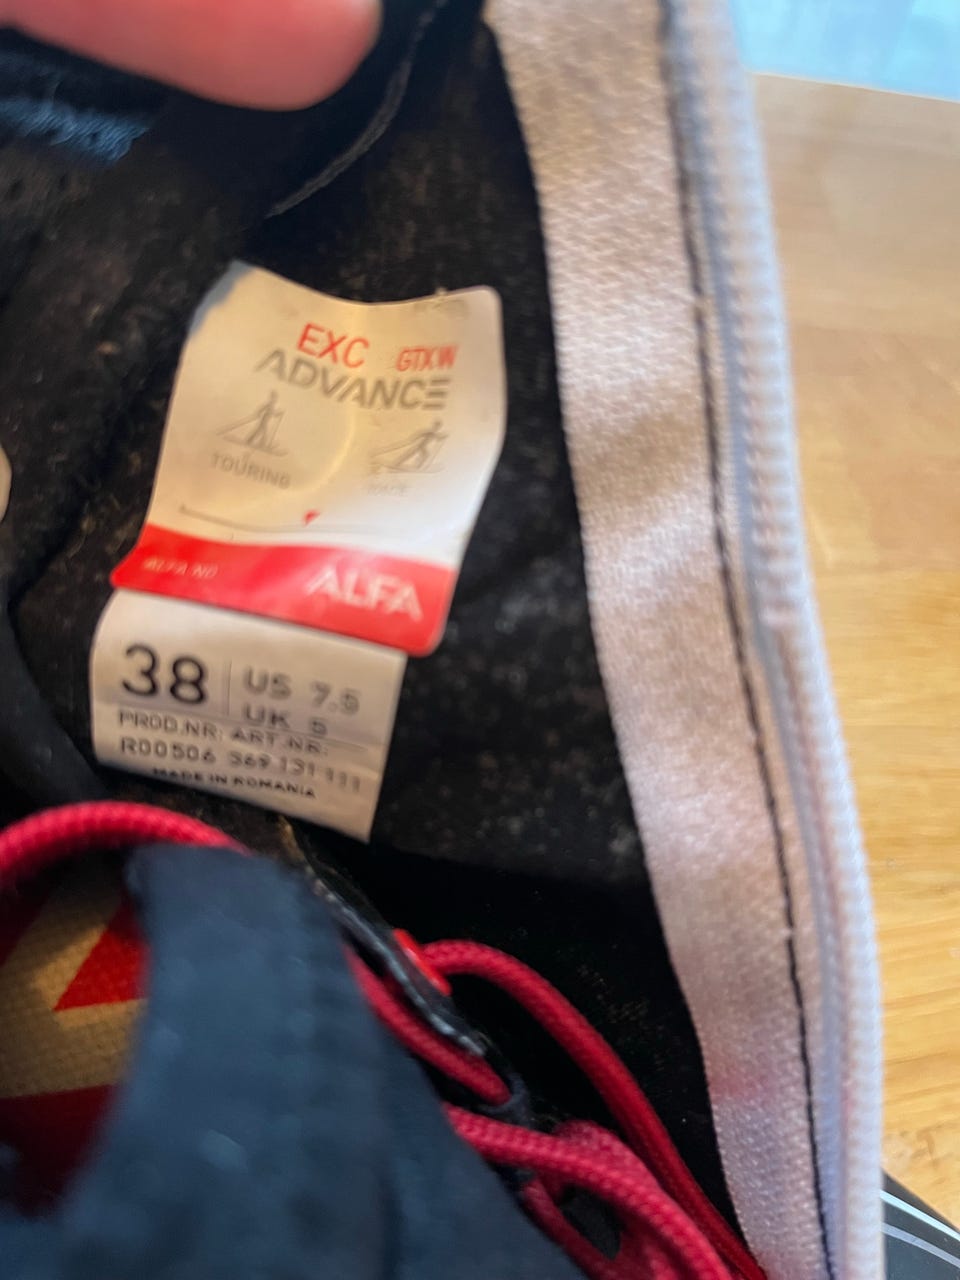 EXC GTX W
ADVANCE
TOURING
ALFA.NO ALFA
38 US 7.5
UK 5
PROD.NR: ART.NR:
R00506 369 131 111
MADE IN ROMANIA